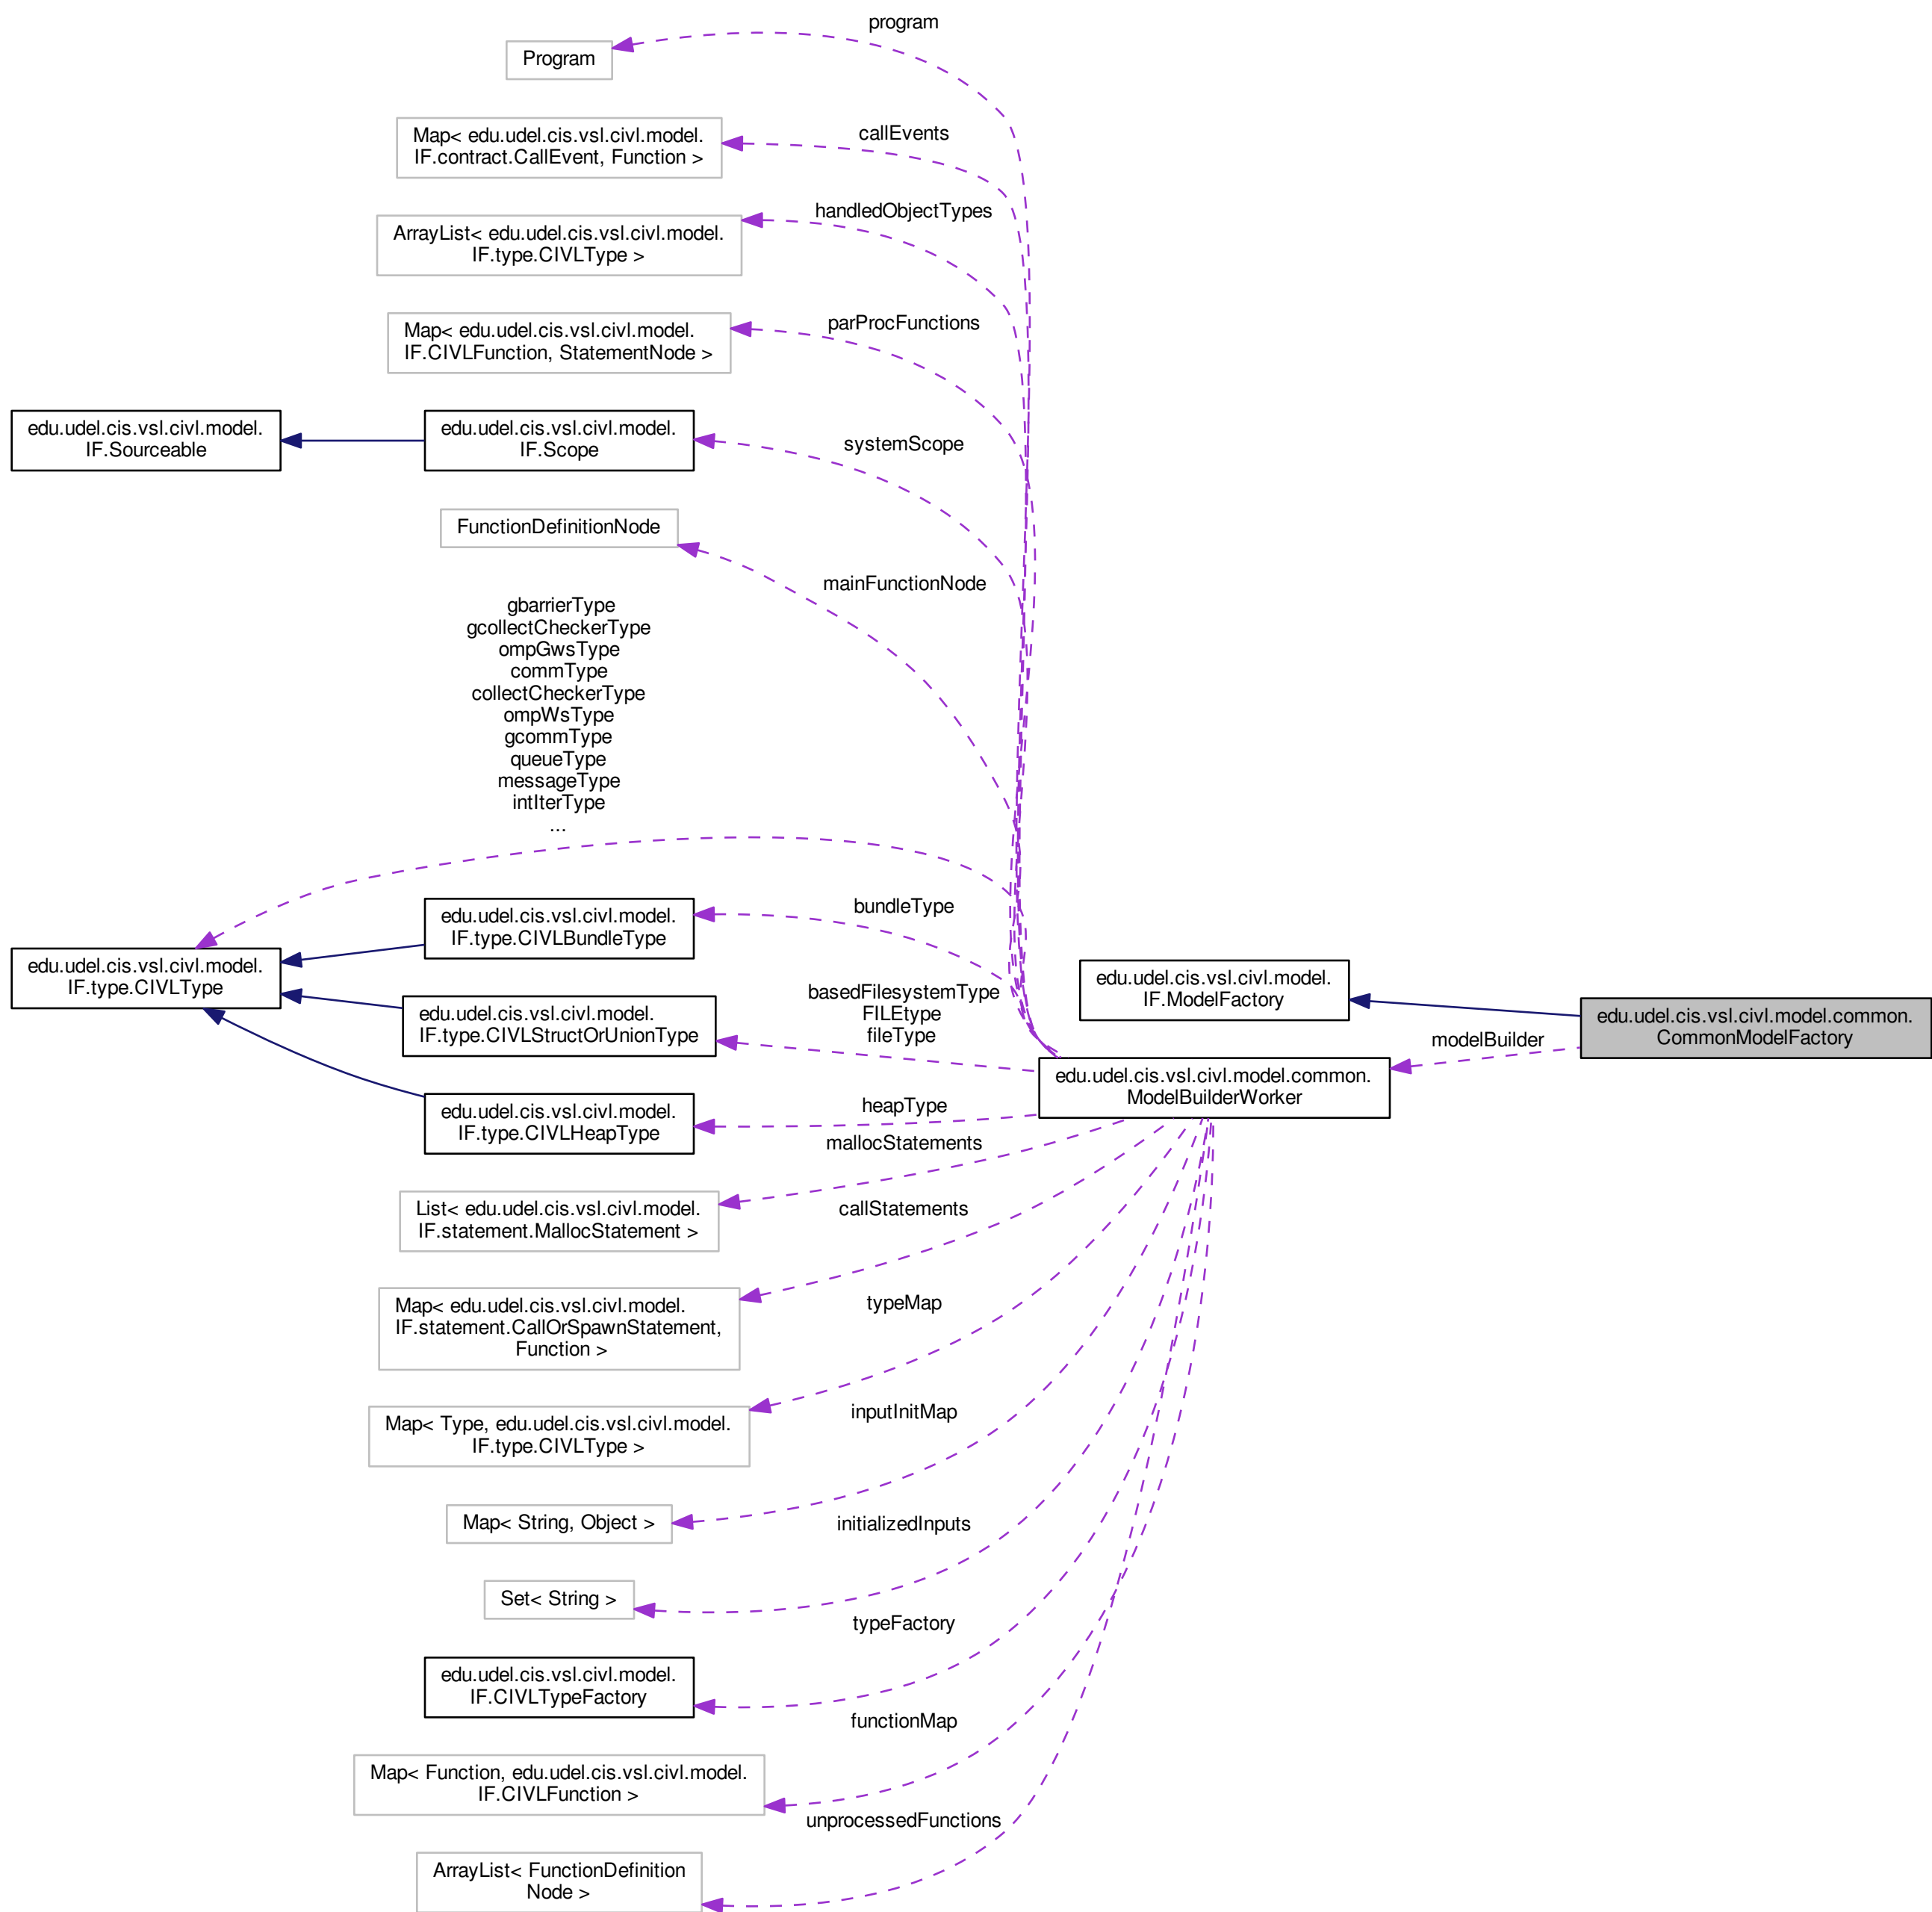 program
Program
callEvents
Map< edu.udel.cis.vsl.civl.model.
IF.contract.CallEvent, Function >
handledObjectTypes
ArrayList< edu.udel.cis.vsl.civl.model.
IF.type.CIVLType >
parProcFunctions
Map< edu.udel.cis.vsl.civl.model.
IF.CIVLFunction, StatementNode >
edu.udel.cis.vsl.civl.model.
IF.Sourceable
edu.udel.cis.vsl.civl.model.
IF.Scope
systemScope
FunctionDefinitionNode
mainFunctionNode
gbarrierType
gcollectCheckerType
ompGwsType
commType
collectCheckerType
ompWsType
gcommType
queueType
messageType
intIterType
...
edu.udel.cis.vsl.civl.model.
IF.type.CIVLType
edu.udel.cis.vsl.civl.model.
IF.type.CIVLBundleType
bundleType
edu.udel.cis.vsl.civl.model.
IF.type.CIVLStructOrUnionType
basedFilesystemType
FILEtype
fileType
edu.udel.cis.vsl.civl.model.
IF.ModelFactory
edu.udel.cis.vsl.civl.model.common.
CommonModelFactory
modelBuilder
edu.udel.cis.vsl.civl.model.common.
ModelBuilderWorker
edu.udel.cis.vsl.civl.model.
IF.type.CIVLHeapType
heapType
mallocStatements
List< edu.udel.cis.vsl.civl.model.
IF.statement.MallocStatement >
callStatements
Map< edu.udel.cis.vsl.civl.model.
IF.statement.CallOrSpawnStatement,
Function >
typeMap
Map< Type, edu.udel.cis.vsl.civl.model.
IF.type.CIVLType >
inputInitMap
Map< String, Object >
initializedInputs
Set< String >
typeFactory
edu.udel.cis.vsl.civl.model.
IF.CIVLTypeFactory
functionMap
Map< Function, edu.udel.cis.vsl.civl.model.
IF.CIVLFunction >
unprocessedFunctions
ArrayList< FunctionDefinition
Node >